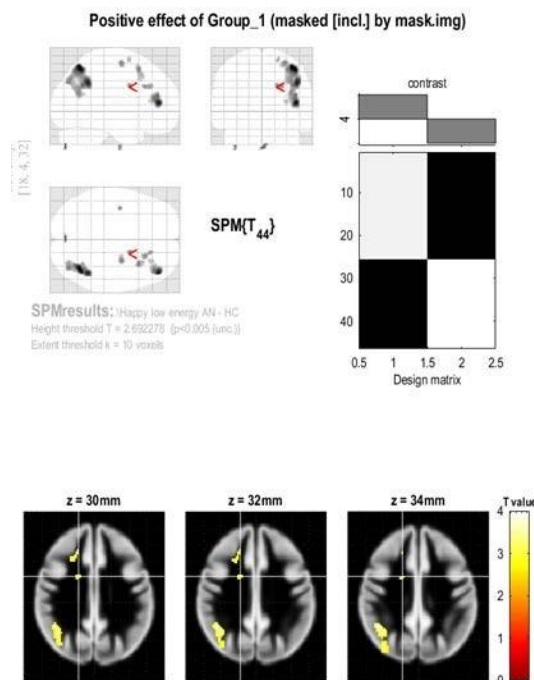 Positive effect of Group_1 (masked [incl.] by mask.img)
contrast
4
[18, 4, 32]
SPM{T44}
10
20
30
40
0.5 1 1.5 2 2.5
Design matrix
SPMresults: .\Happy low energy AN - HC
Height threshold T = 2.692278 {p<0.005 (unc.)}
Extent threshold k = 10 voxels
z = 30mm z = 32mm z = 34mm T value
4
3
2
1
0